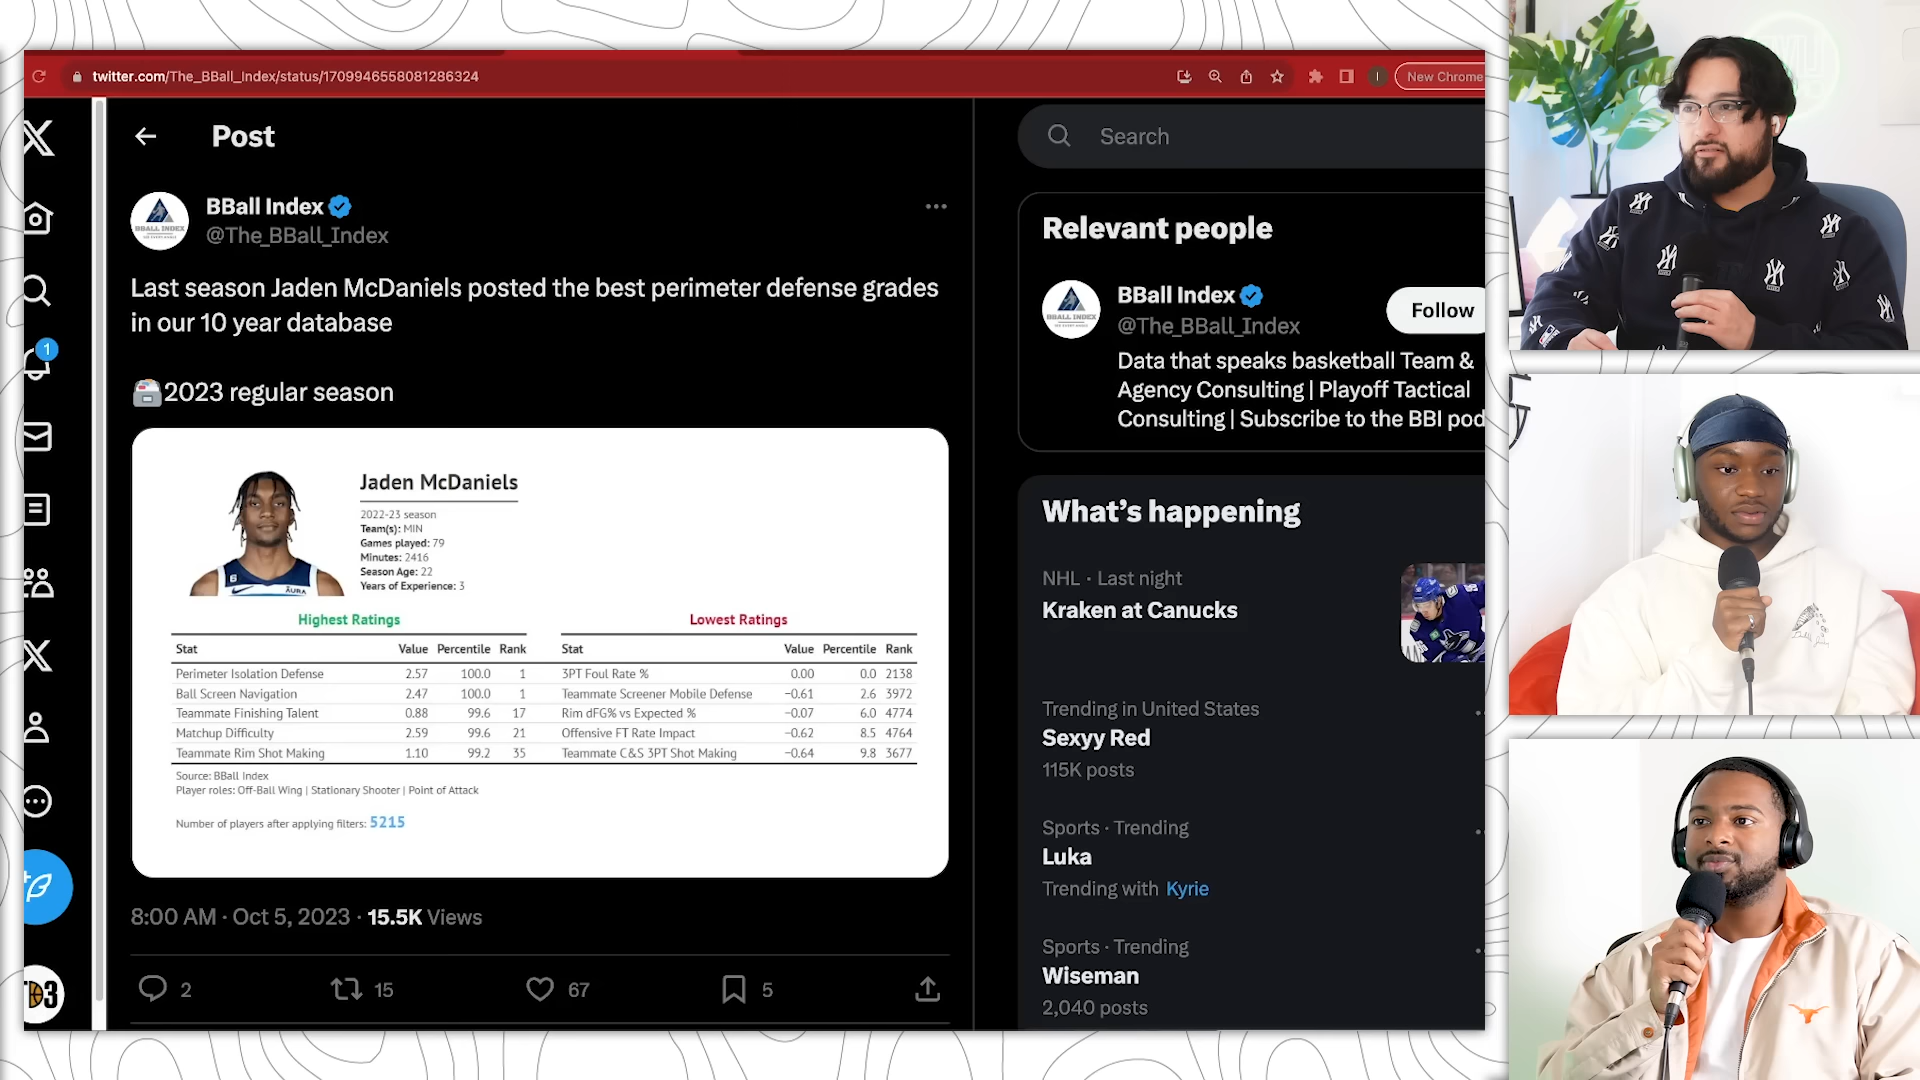 twitter.com/The_BBall_Index/status/1709946558081286324
New Chrome
Post
Search
BBall Index
@The_BBall_Index
Last season Jaden McDaniels posted the best perimeter defense grades
in our 10 year database
2023 regular season
Jaden McDaniels
2022-23 season
Team(s): MIN
Games played: 79
Minutes: 2416
Season Age: 22
Years of Experience: 3
Highest Ratings
Stat Value Percentile Rank
Perimeter Isolation Defense 2.57 100.0 1
Ball Screen Navigation 2.47 100.0 1
Teammate Finishing Talent 0.88 99.6 17
Matchup Difficulty 2.59 99.6 21
Teammate Rim Shot Making 1.10 99.2 35
Lowest Ratings
Stat Value Percentile Rank
3PT Foul Rate % 0.00 0.0 2138
Teammate Screener Mobile Defense −0.61 2.6 3972
Rim dFG% vs Expected % −0.07 6.0 4774
Offensive FT Rate Impact −0.62 8.5 4764
Teammate C&S 3PT Shot Making −0.64 9.8 3677
Source: BBall Index
Player roles: Off-Ball Wing | Stationary Shooter | Point of Attack
Number of players after applying filters: 5215
8:00 AM · Oct 5, 2023 · 15.5K Views
2 15 67 5
1
Relevant people
BBall Index
@The_BBall_Index
Follow
Data that speaks basketball Team &
Agency Consulting | Playoff Tactical
Consulting | Subscribe to the BBI pod
What's happening
NHL · Last night
Kraken at Canucks
Trending in United States
Sexyy Red
115K posts
Sports · Trending
Luka
Trending with Kyrie
Sports · Trending
Wiseman
2,040 posts